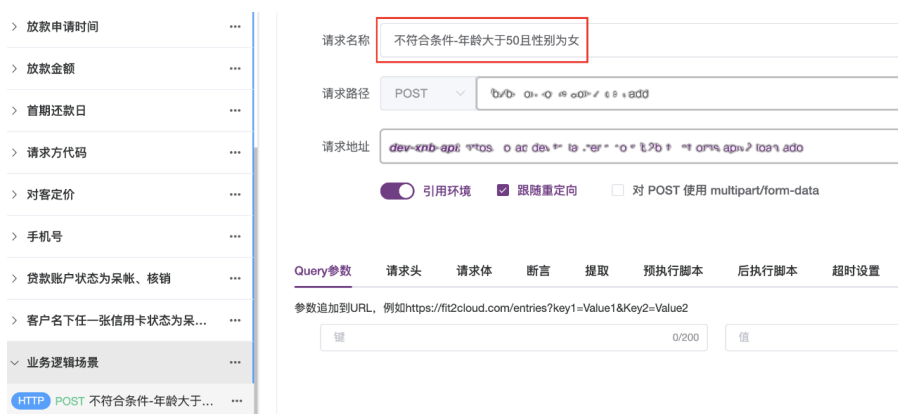 放款申请时间
放款金额
首期还款日
请求方代码
对客定价
手机号
贷款账户状态为呆帐、核销
客户名下任一张信用卡状态为呆...
业务逻辑场景
HTTP POST 不符合条件-年龄大于...
请求名称 不符合条件-年龄大于50且性别为女
请求路径 POST
请求地址
引用环境 跟随重定向 对 POST 使用 multipart/form-data
Query参数 请求头 请求体 断言 提取 预执行脚本 后执行脚本 超时设置
参数追加到URL，例如https://fit2cloud.com/entries?key1=Value1&Key2=Value2
键 0/200 值